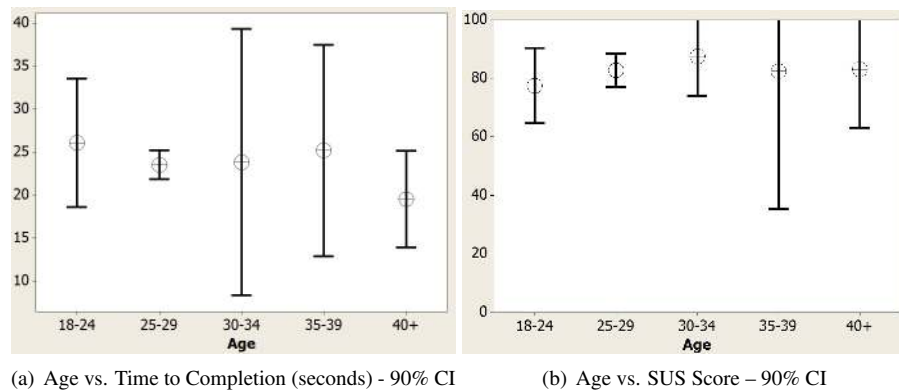 40
35
30
25
20
15
10
18-24 25-29 30-34 35-39 40+
Age
100
80
60
40
20
0
18-24 25-29 30-34 35-39 40+
Age
(a) Age vs. Time to Completion (seconds) - 90% CI
(b) Age vs. SUS Score – 90% CI